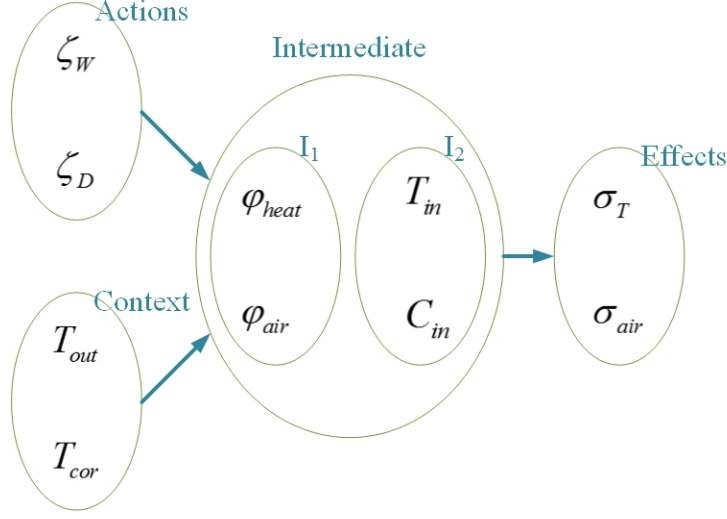 Actions
ζ_W
ζ_D
Context
T_out
T_cor
Intermediate
I₁
φ_heat
φ_air
I₂
T_in
C_in
Effects
σ_T
σ_air